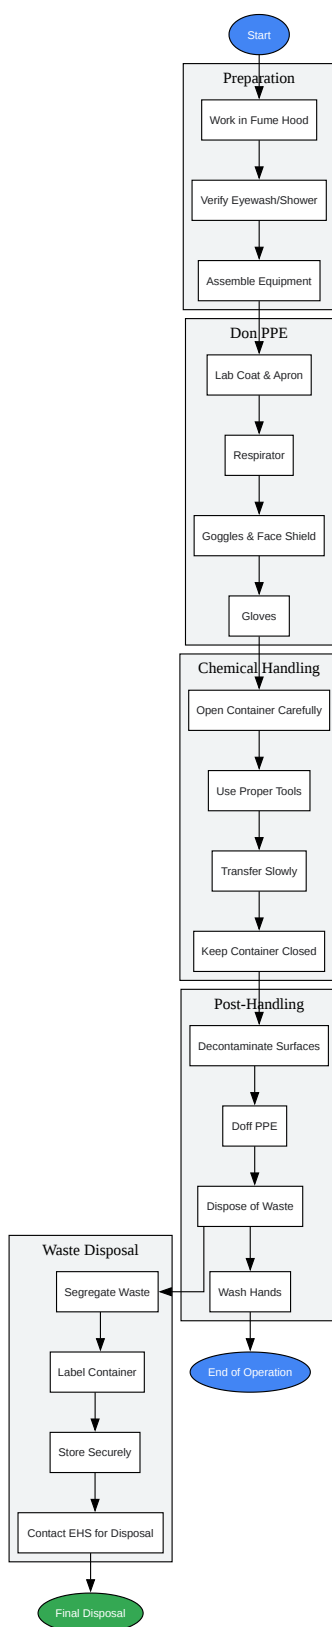 Start
Preparation
Work in Fume Hood
Verify Eyewash/Shower
Assemble Equipment
Don PPE
Lab Coat & Apron
Respirator
Goggles & Face Shield
Gloves
Chemical Handling
Open Container Carefully
Use Proper Tools
Transfer Slowly
Keep Container Closed
Post-Handling
Decontaminate Surfaces
Doff PPE
Dispose of Waste
Wash Hands
End of Operation
Waste Disposal
Segregate Waste
Label Container
Store Securely
Contact EHS for Disposal
Final Disposal